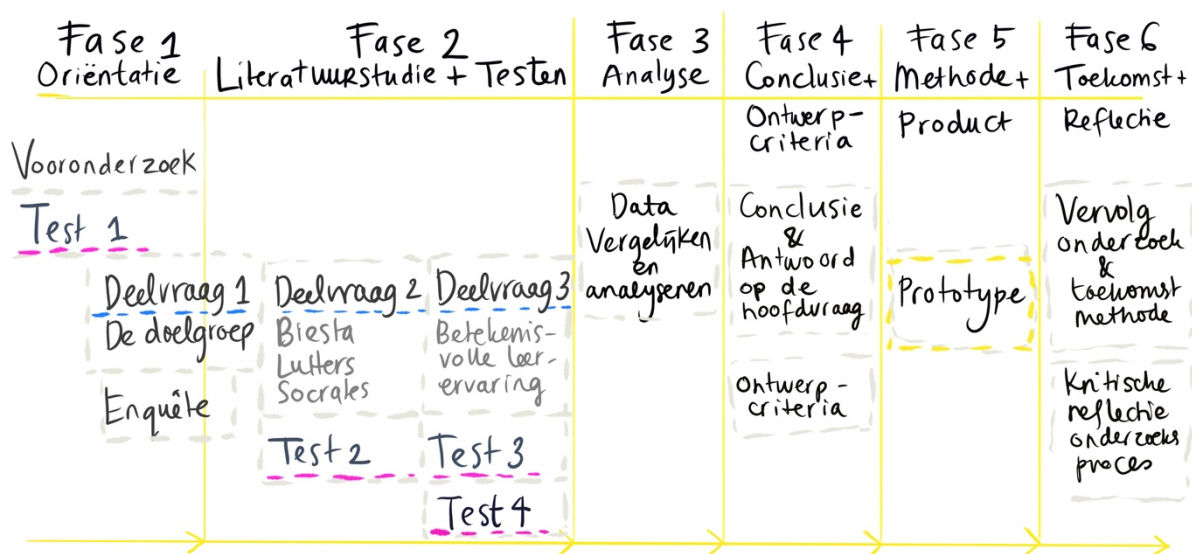 Fase 1
Oriëntatie
Vooronderzoek
Test 1
Deelvraag 1
De doelgroep
Enquête
Fase 2
Literatuurstudie + Testen
Deelvraag 2
Biesta
Lutters
Socrates
Test 2
Deelvraag 3
Betekenis-
volle leer-
ervaring
Test 3
Test 4
Fase 3
Analyse
Data
Vergelijken
en
analyseren
Fase 4
Conclusie+
Ontwerp-
criteria
Conclusie
&
Antwoord
op de
hoofdvraag
Ontwerp-
criteria
Fase 5
Methode+
Product
Prototype
Fase 6
Toekomst+
Reflectie
Vervolg
onderzoek
&
toekomst
methode
Kritische
reflectie
onderzoeks
proces